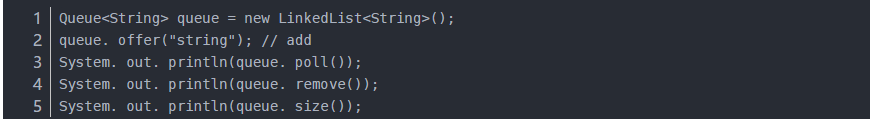 1 Queue<String> queue = new LinkedList<String>();
2 queue. offer("string"); // add
3 System. out. println(queue. poll());
4 System. out. println(queue. remove());
5 System. out. println(queue. size());